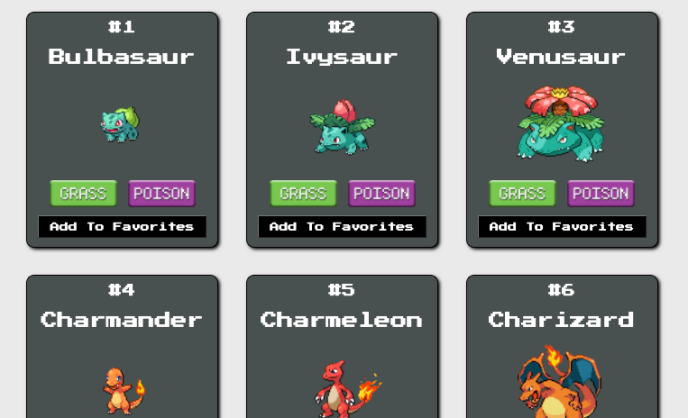 #1 #2 #3
Bulbasaur Ivysaur Venusaur
GRASS POISON GRASS POISON GRASS POISON
Add To Favorites Add To Favorites Add To Favorites
#4 #5 #6
Charmander Charmeleon Charizard